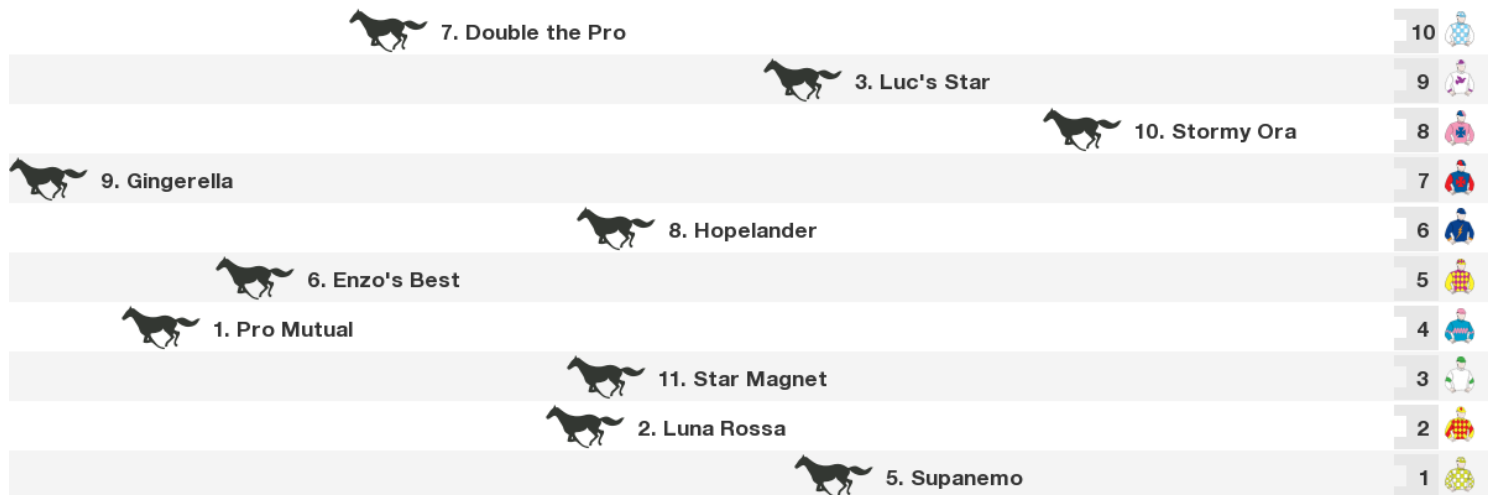 7. Double the Pro 10
3. Luc's Star 9
10. Stormy Ora 8
9. Gingerella 7
8. Hopelander 6
6. Enzo's Best 5
1. Pro Mutual 4
11. Star Magnet 3
2. Luna Rossa 2
5. Supanemo 1